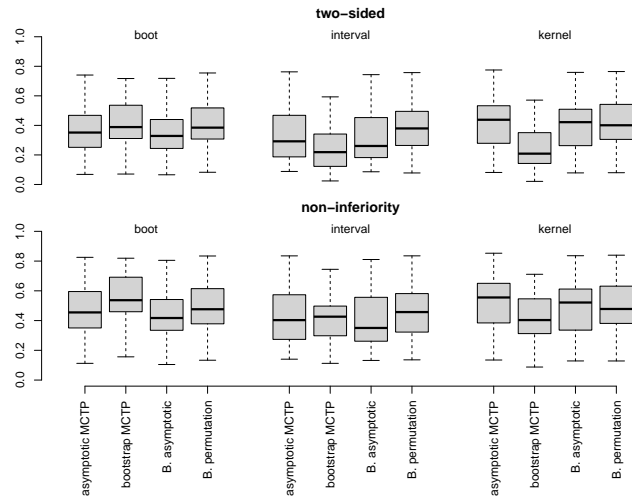 two−sided
boot interval kernel
1.0
0.8
0.6
0.4
0.2
0.0
non−inferiority
boot interval kernel
1.0
0.8
0.6
0.4
0.2
0.0
asymptotic MCTP
bootstrap MCTP
B. asymptotic
B. permutation
asymptotic MCTP
bootstrap MCTP
B. asymptotic
B. permutation
asymptotic MCTP
bootstrap MCTP
B. asymptotic
B. permutation